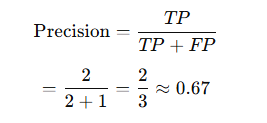 Precision = TP / (TP + FP)
= 2 / (2 + 1) = 2 / 3 ≈ 0.67